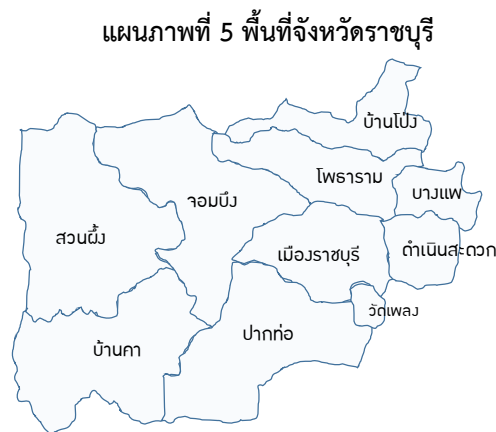 แผนภาพที่ 5 พื้นที่จังหวัดราชบุรี
บ้านโป่ง
โพธาราม
บางแพ
จอมบึง
สวนผึ้ง
เมืองราชบุรี
ดำเนินสะดวก
วัดเพลง
ปากท่อ
บ้านคา